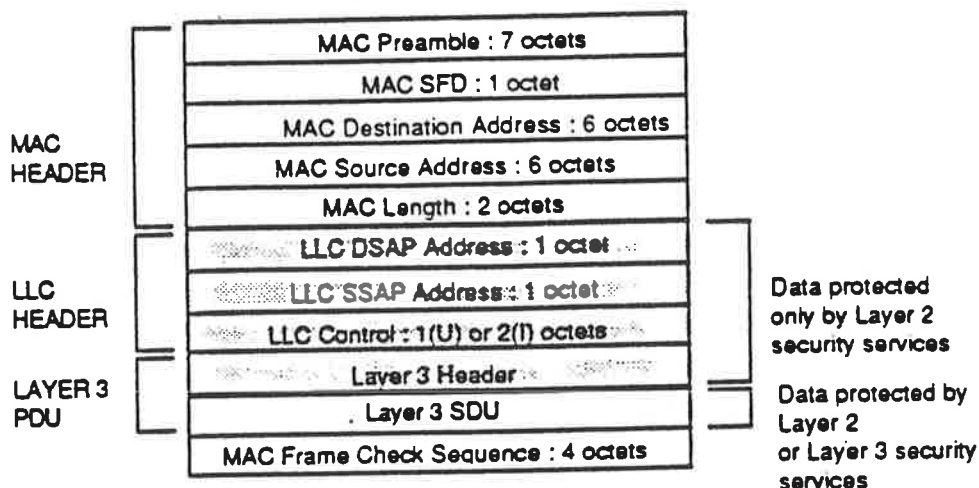 MAC Preamble : 7 octets
MAC SFD : 1 octet
MAC Destination Address : 6 octets
MAC Source Address : 6 octets
MAC Length : 2 octets
LLC DSAP Address : 1 octet
LLC SSAP Address : 1 octet
LLC Control : 1(U) or 2(I) octets
Layer 3 Header
Layer 3 SDU
MAC Frame Check Sequence : 4 octets
MAC
HEADER
LLC
HEADER
LAYER 3
PDU
Data protected
only by Layer 2
security services
Data protected by
Layer 2
or Layer 3 security
services